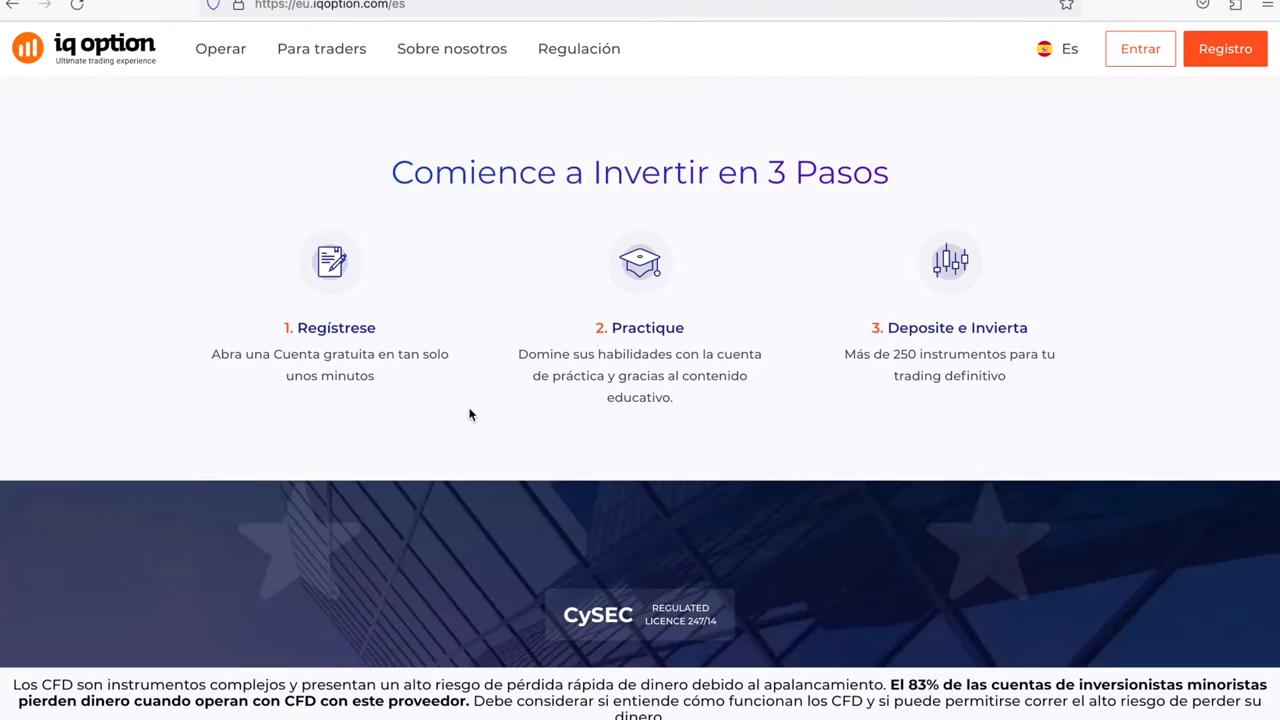 https://eu.iqoption.com/es
iq option
Ultimate trading experience
Operar
Para traders
Sobre nosotros
Regulación
Es
Entrar
Registro
Comience a Invertir en 3 Pasos
1. Regístrese
Abra una Cuenta gratuita en tan solo
unos minutos
2. Practique
Domine sus habilidades con la cuenta
de práctica y gracias al contenido
educativo.
3. Deposite e Invierta
Más de 250 instrumentos para tu
trading definitivo
CySEC
REGULATED
LICENCE 247/14
Los CFD son instrumentos complejos y presentan un alto riesgo de pérdida rápida de dinero debido al apalancamiento. El 83% de las cuentas de inversionistas minoristas
pierden dinero cuando operan con CFD con este proveedor. Debe considerar si entiende cómo funcionan los CFD y si puede permitirse correr el alto riesgo de perder su
dinero